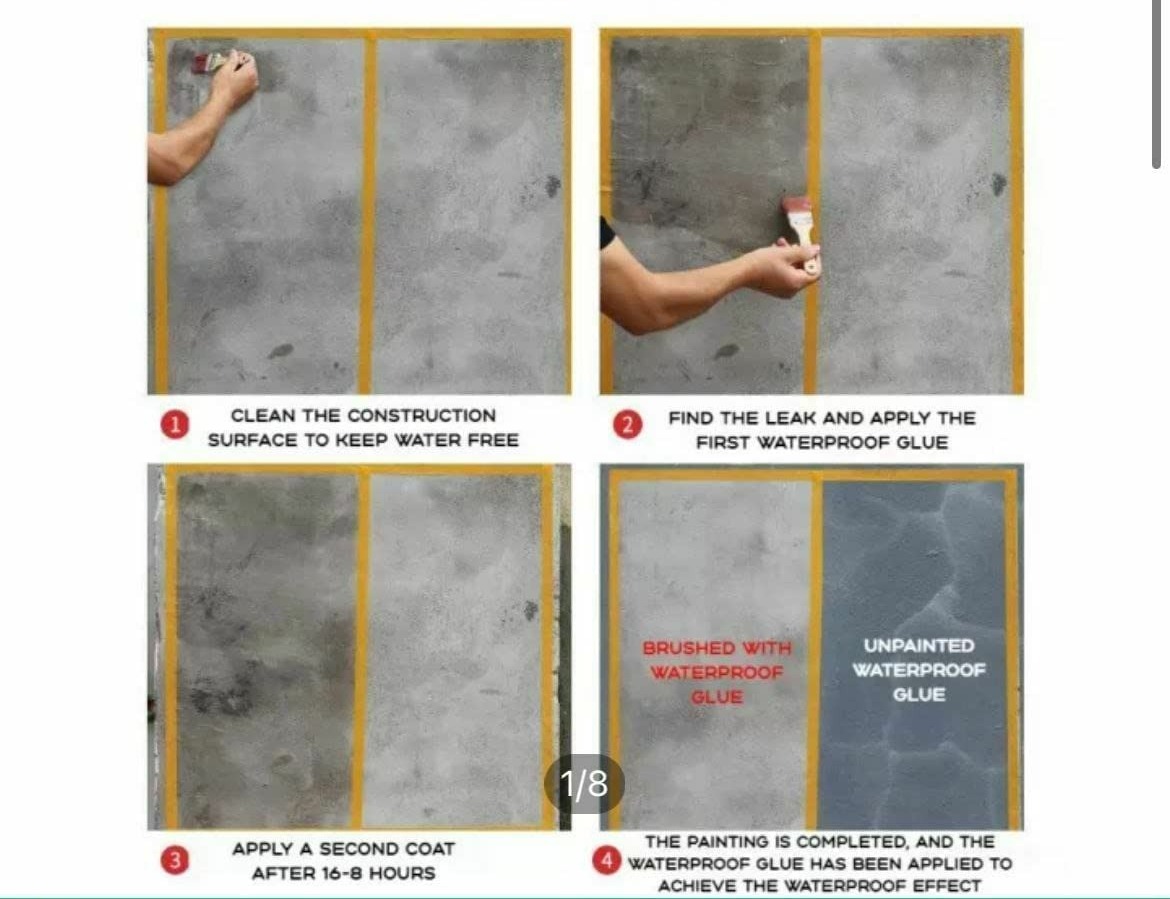 1
CLEAN THE CONSTRUCTION
SURFACE TO KEEP WATER FREE
2
FIND THE LEAK AND APPLY THE
FIRST WATERPROOF GLUE
BRUSHED WITH
WATERPROOF
GLUE
UNPAINTED
WATERPROOF
GLUE
1/8
3
APPLY A SECOND COAT
AFTER 16-8 HOURS
4
THE PAINTING IS COMPLETED, AND THE
WATERPROOF GLUE HAS BEEN APPLIED TO
ACHIEVE THE WATERPROOF EFFECT